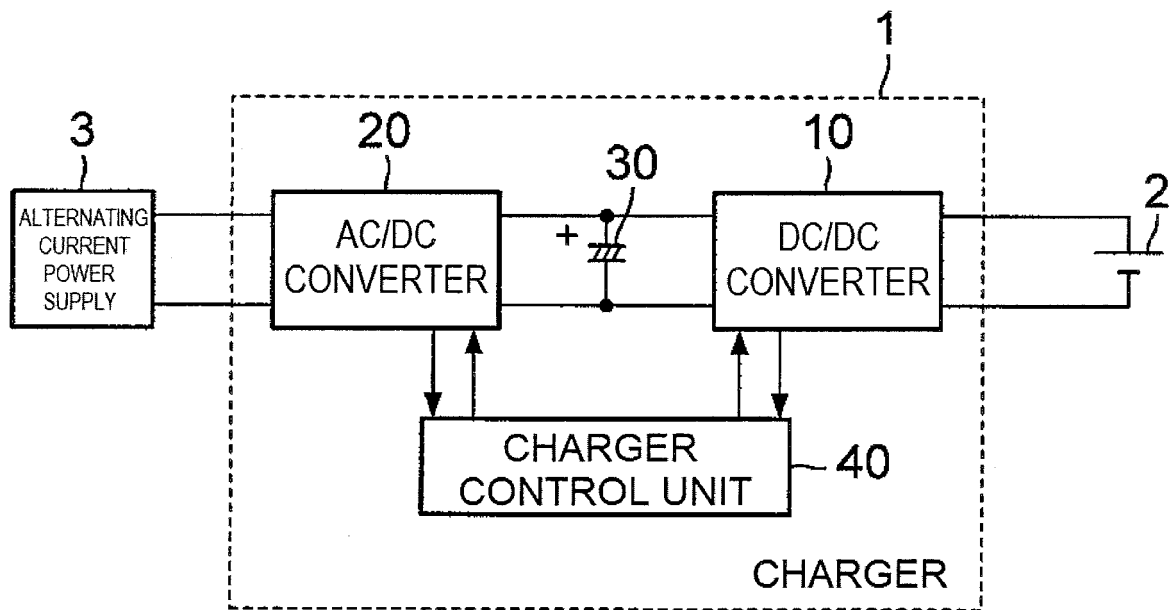 1
3
20
10
30
2
ALTERNATING
CURRENT
POWER
SUPPLY
AC/DC
CONVERTER
+
DC/DC
CONVERTER
CHARGER
CONTROL UNIT
40
CHARGER